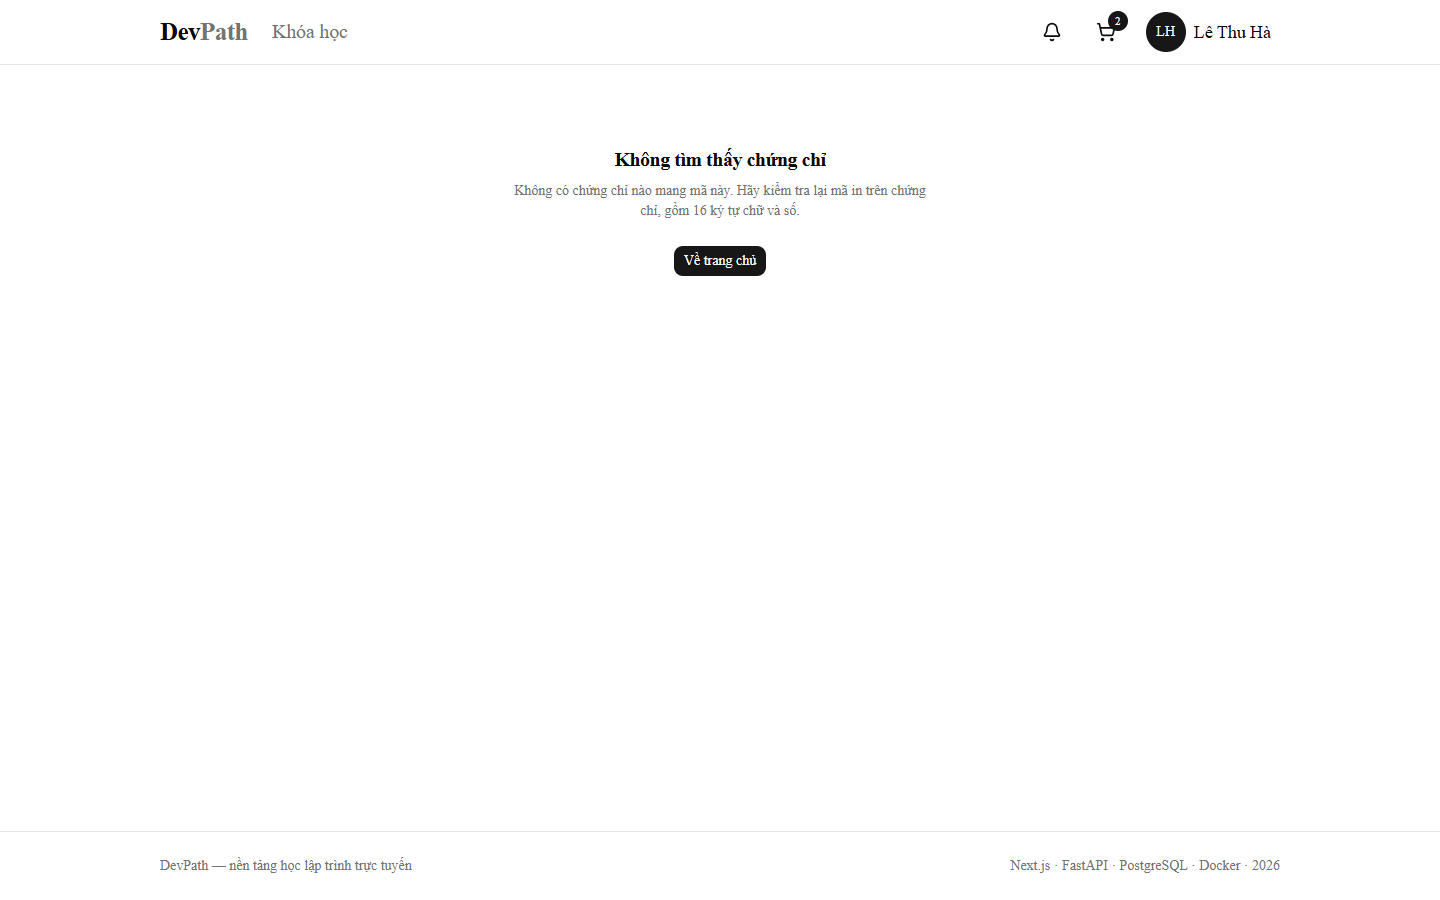 DevPath Khóa học 2 LH Lê Thu Hà
Không tìm thấy chứng chỉ
Không có chứng chỉ nào mang mã này. Hãy kiểm tra lại mã in trên chứng
chỉ, gồm 16 ký tự chữ và số.
Về trang chủ
DevPath — nền tảng học lập trình trực tuyến Next.js · FastAPI · PostgreSQL · Docker · 2026